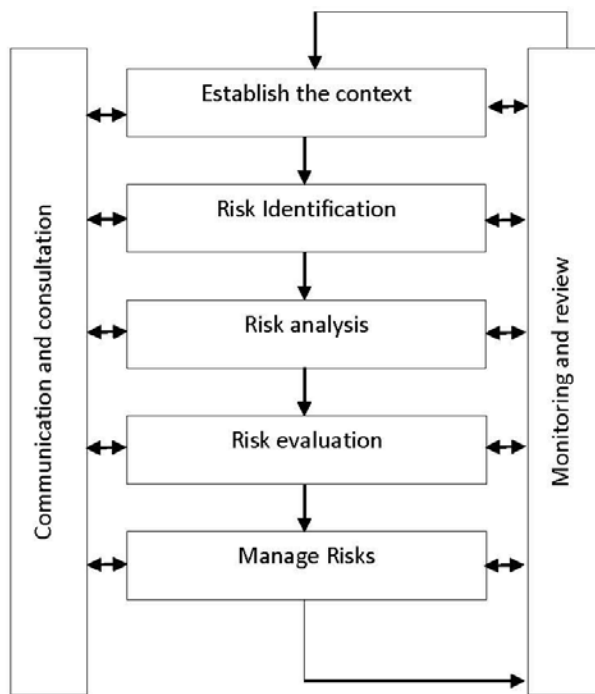 Communication and consultation
Establish the context
Risk Identification
Risk analysis
Risk evaluation
Manage Risks
Monitoring and review